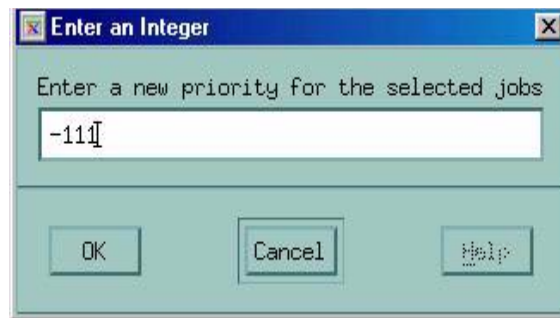 Enter an Integer
Enter a new priority for the selected jobs
-111
OK
Cancel
Help